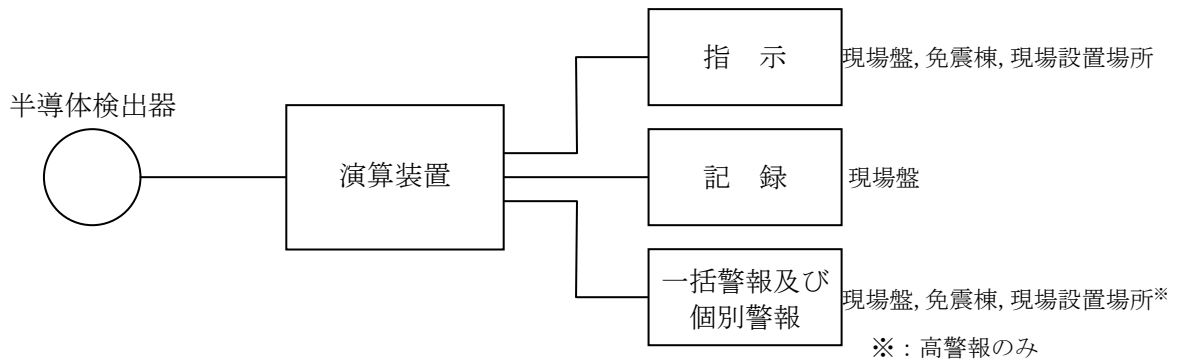 指　示
現場盤, 免震棟, 現場設置場所
半導体検出器
演算装置
記　録
現場盤
一括警報及び
個別警報
現場盤, 免震棟, 現場設置場所※
※：高警報のみ